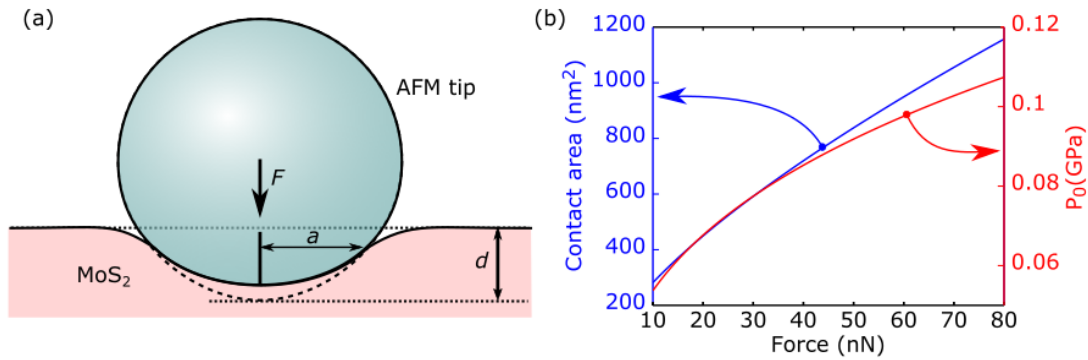 (a)
AFM tip
F
a
d
MoS₂
(b)
Contact area (nm²)
1200
1000
800
600
400
200
10 20 30 40 50 60 70 80
Force (nN)
0.12
0.1
0.08
0.06
P₀(GPa)